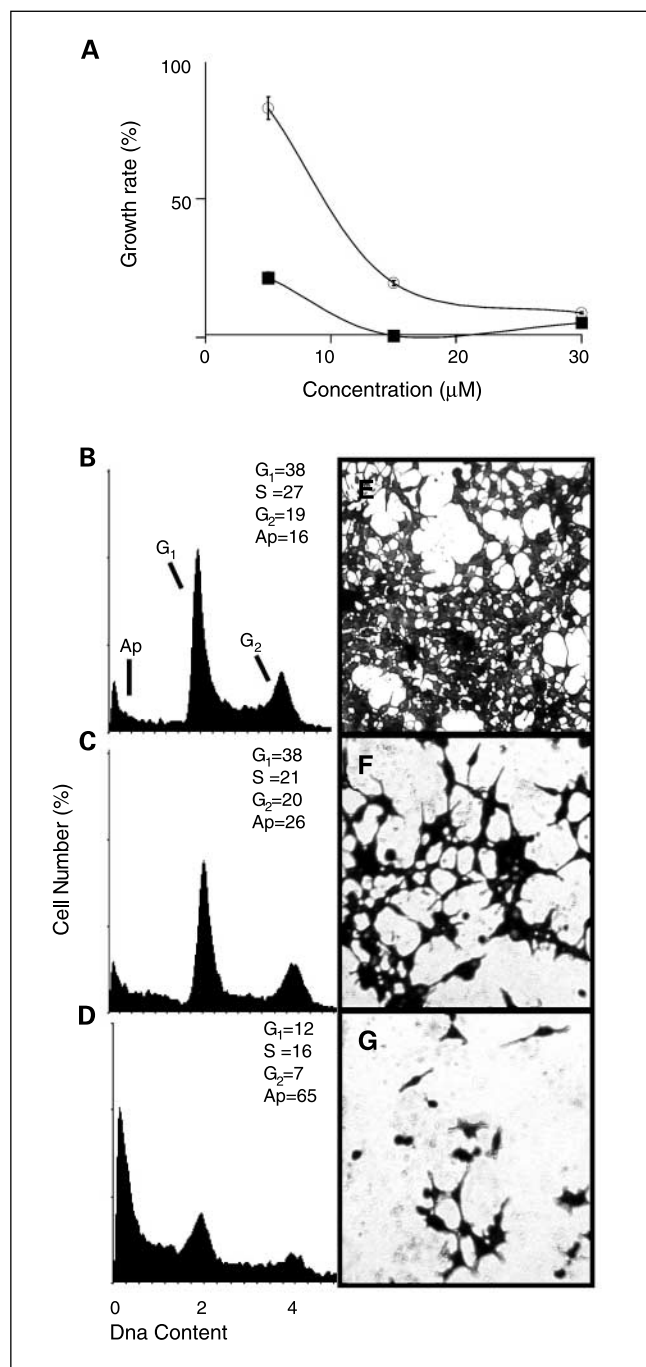 A
100
50
Growth rate (%)
0
10
20
30
Concentration (µM)
B
G₁=38
S =27
G₂=19
Ap=16
G₁
Ap
G₂
E
C
G₁=38
S =21
G₂=20
Ap=26
F
Cell Number (%)
D
G₁=12
S =16
G₂=7
Ap=65
G
0
2
4
Dna Content